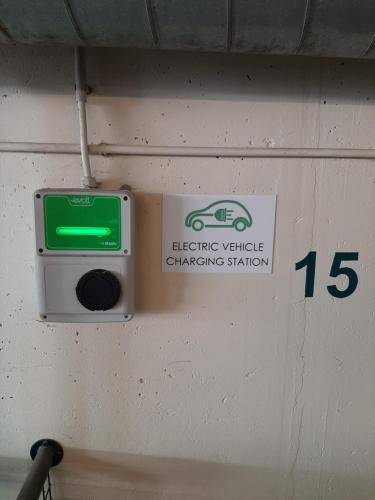 evolt
ELECTRIC VEHICLE
CHARGING STATION
15